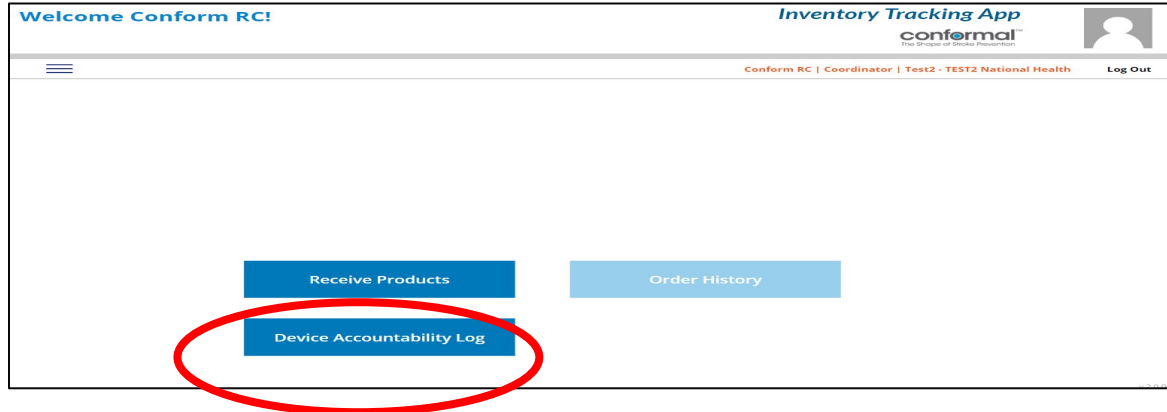 Welcome Conform RC!
Inventory Tracking App
conformal™
The Shape of Stroke Prevention
Conform RC | Coordinator | Test2 - TEST2 National Health
Log Out
Receive Products
Order History
Device Accountability Log